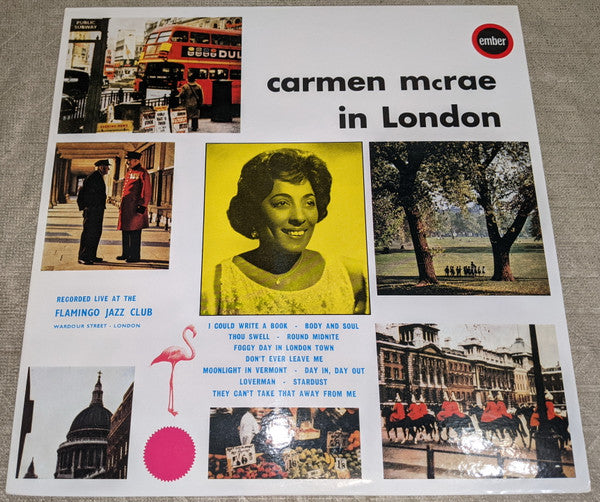 PUBLIC SUBWAY
DUL
ember
carmen mcrae
in London
RECORDED LIVE AT THE
FLAMINGO JAZZ CLUB
WARDOUR STREET - LONDON
I COULD WRITE A BOOK - BODY AND SOUL
THOU SWELL - ROUND MIDNITE
FOGGY DAY IN LONDON TOWN
DON'T EVER LEAVE ME
MOONLIGHT IN VERMONT - DAY IN, DAY OUT
LOVERMAN - STARDUST
THEY CAN'T TAKE THAT AWAY FROM ME